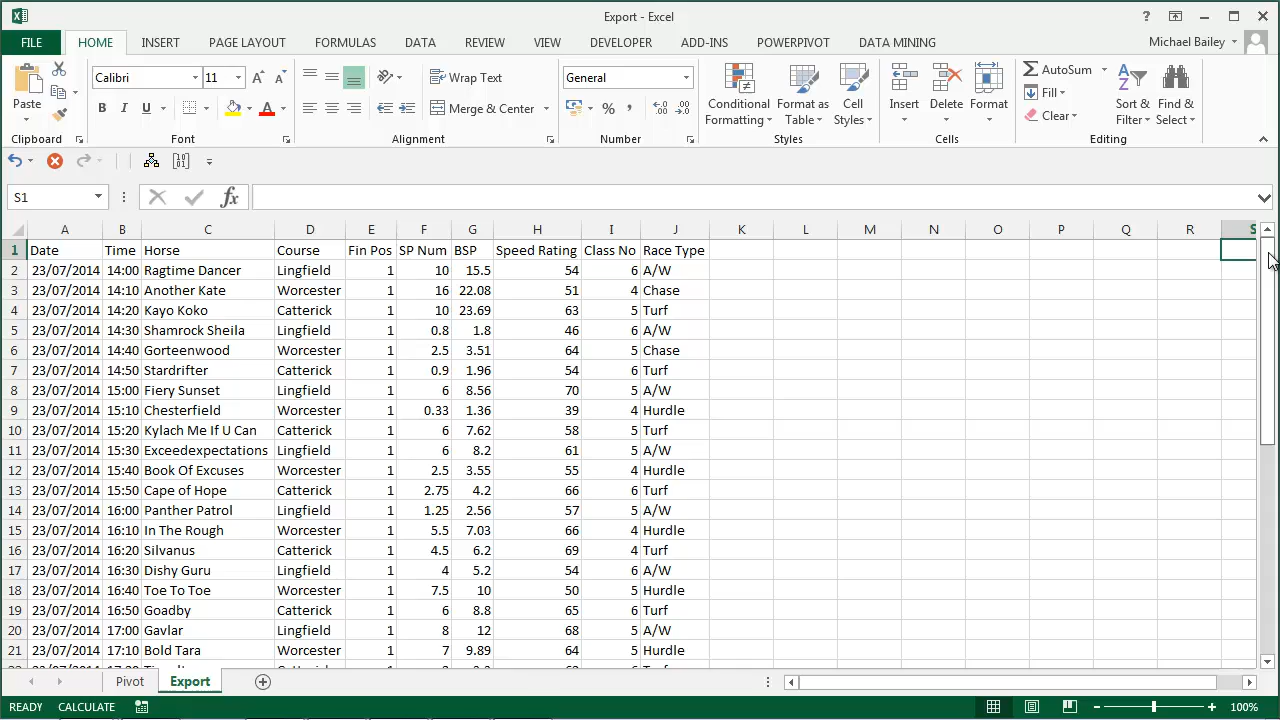 Export - Excel
?
FILE HOME INSERT PAGE LAYOUT FORMULAS DATA REVIEW VIEW DEVELOPER ADD-INS POWERPIVOT DATA MINING Michael Bailey
Calibri 11 Wrap Text General AutoSum
Paste B I U A Merge & Center % Conditional Formatting Format as Table Cell Styles Insert Delete Format Fill Clear Sort & Filter Find & Select
Clipboard Font Alignment Number Styles Cells Editing
S1 fx
A B C D E F G H I J K L M N O P Q R S
1 Date Time Horse Course Fin Pos SP Num BSP Speed Rating Class No Race Type
2 23/07/2014 14:00 Ragtime Dancer Lingfield 1 10 15.5 54 6 A/W
3 23/07/2014 14:10 Another Kate Worcester 1 16 22.08 51 4 Chase
4 23/07/2014 14:20 Kayo Koko Catterick 1 10 23.69 63 5 Turf
5 23/07/2014 14:30 Shamrock Sheila Lingfield 1 0.8 1.8 46 6 A/W
6 23/07/2014 14:40 Gorteenwood Worcester 1 2.5 3.51 64 5 Chase
7 23/07/2014 14:50 Stardrifter Catterick 1 0.9 1.96 54 6 Turf
8 23/07/2014 15:00 Fiery Sunset Lingfield 1 6 8.56 70 5 A/W
9 23/07/2014 15:10 Chesterfield Worcester 1 0.33 1.36 39 4 Hurdle
10 23/07/2014 15:20 Kylach Me If U Can Catterick 1 6 7.62 58 5 Turf
11 23/07/2014 15:30 Exceedexpectations Lingfield 1 6 8.2 61 5 A/W
12 23/07/2014 15:40 Book Of Excuses Worcester 1 2.5 3.55 55 4 Hurdle
13 23/07/2014 15:50 Cape of Hope Catterick 1 2.75 4.2 66 6 Turf
14 23/07/2014 16:00 Panther Patrol Lingfield 1 1.25 2.56 57 5 A/W
15 23/07/2014 16:10 In The Rough Worcester 1 5.5 7.03 66 4 Hurdle
16 23/07/2014 16:20 Silvanus Catterick 1 4.5 6.2 69 4 Turf
17 23/07/2014 16:30 Dishy Guru Lingfield 1 4 5.2 54 6 A/W
18 23/07/2014 16:40 Toe To Toe Worcester 1 7.5 10 50 5 Hurdle
19 23/07/2014 16:50 Goadby Catterick 1 6 8.8 65 6 Turf
20 23/07/2014 17:00 Gavlar Lingfield 1 8 12 68 5 A/W
21 23/07/2014 17:10 Bold Tara Worcester 1 7 9.89 64 5 Hurdle
Pivot Export
READY CALCULATE 100%